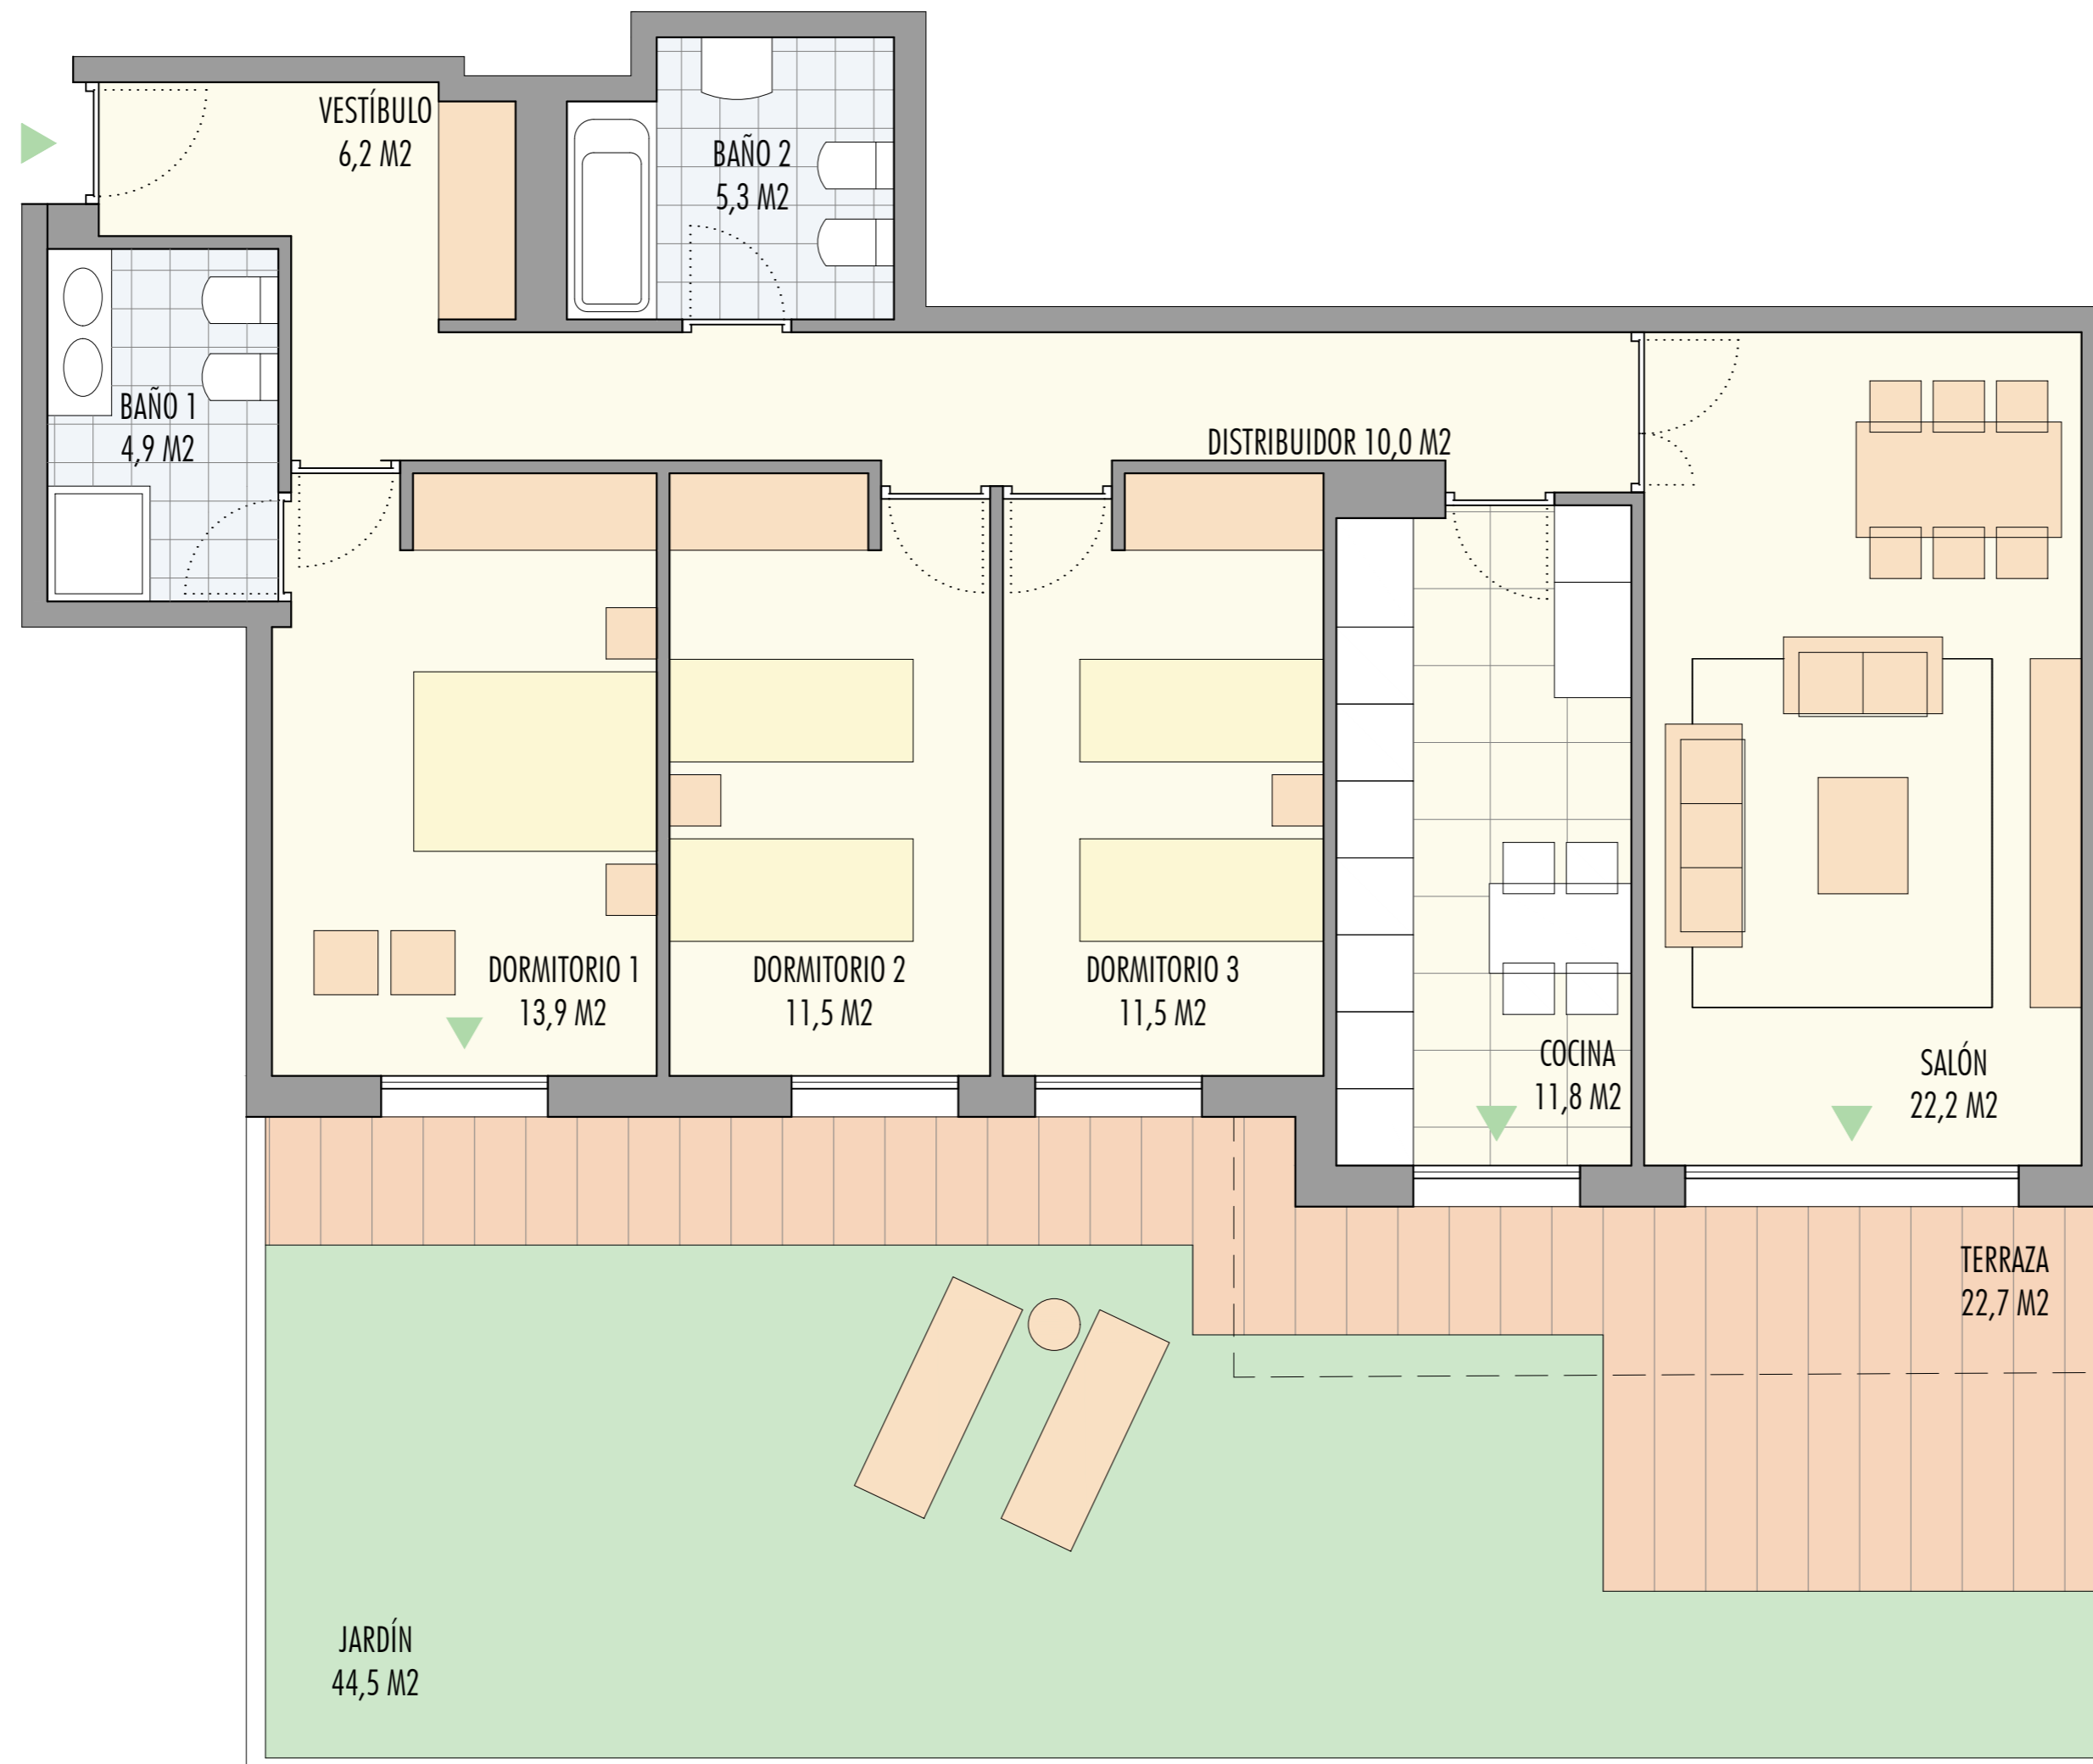 VESTÍBULO
6,2 M2
BAÑO 2
5,3 M2
BAÑO 1
4,9 M2
DISTRIBUIDOR 10,0 M2
DORMITORIO 1
13,9 M2
DORMITORIO 2
11,5 M2
DORMITORIO 3
11,5 M2
COCINA
11,8 M2
SALÓN
22,2 M2
TERRAZA
22,7 M2
JARDÍN
44,5 M2